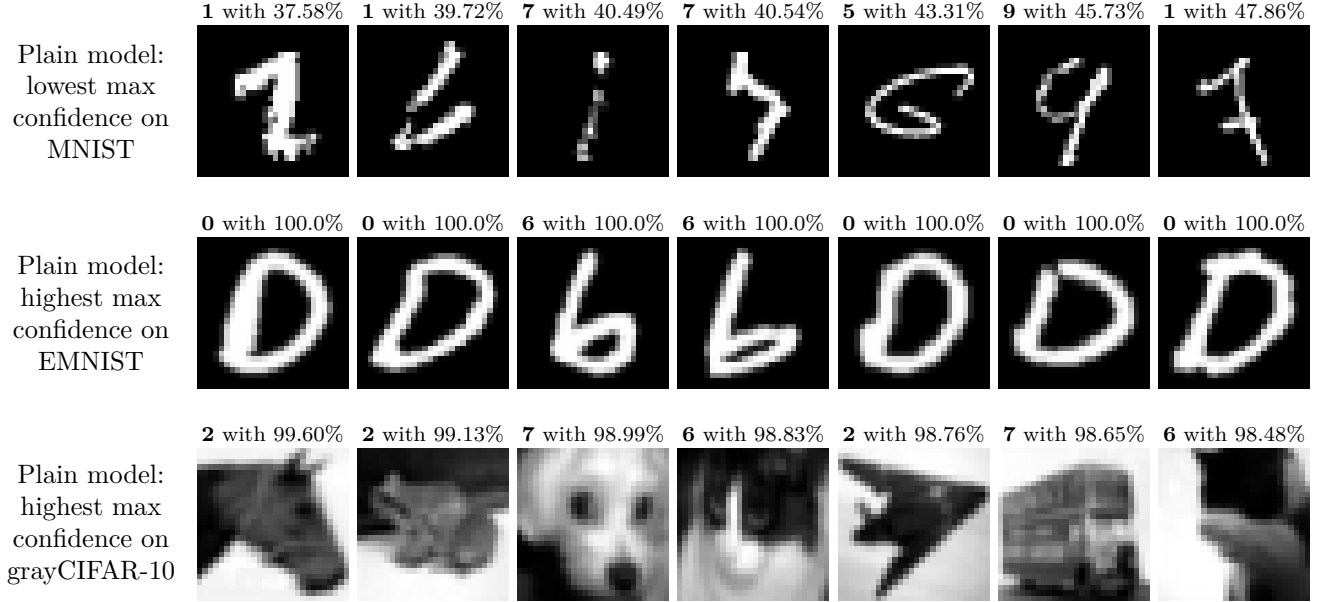 1 with 37.58% 1 with 39.72% 7 with 40.49% 7 with 40.54% 5 with 43.31% 9 with 45.73% 1 with 47.86%
Plain model:
lowest max
confidence on
MNIST
0 with 100.0% 0 with 100.0% 6 with 100.0% 6 with 100.0% 0 with 100.0% 0 with 100.0% 0 with 100.0%
Plain model:
highest max
confidence on
EMNIST
2 with 99.60% 2 with 99.13% 7 with 98.99% 6 with 98.83% 2 with 98.76% 7 with 98.65% 6 with 98.48%
Plain model:
highest max
confidence on
grayCIFAR-10